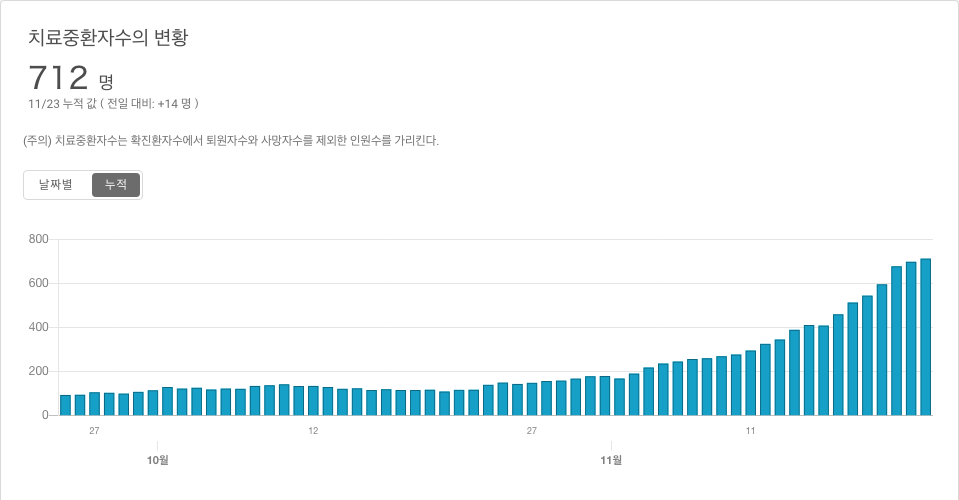 치료중환자수의 변황
712 명
11/23 누적 값 ( 전일 대비: +14 명 )
(주의) 치료중환자수는 확진환자수에서 퇴원자수와 사망자수를 제외한 인원수를 가리킨다.
날짜별 누적
800
600
400
200
0
27 12 27 11
10월 11월